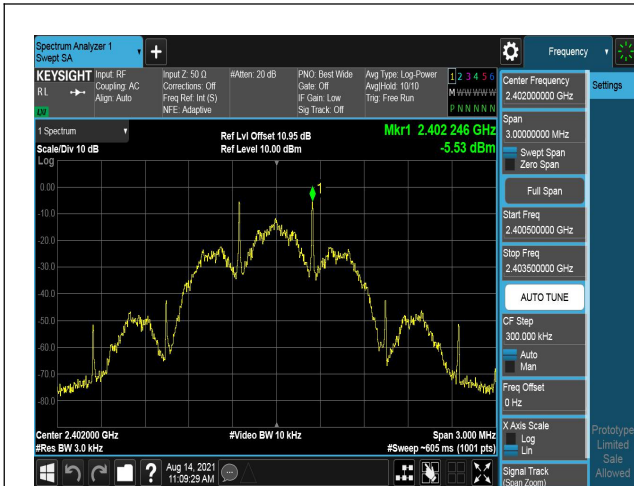 Spectrum Analyzer 1
Swept SA
+
Frequency
KEYSIGHT
RL
Input: RF
Coupling: AC
Align: Auto
Input Z: 50 Ω
Corrections: Off
Freq Ref: Int (S)
NFE: Adaptive
#Atten: 20 dB
PNO: Best Wide
Gate: Off
IF Gain: Low
Sig Track: Off
Avg Type: Log-Power
Avg|Hold: 10/10
Trig: Free Run
1 2 3 4 5 6
M W W W W W
P N N N N N
1 Spectrum
Scale/Div 10 dB
Ref Lvl Offset 10.95 dB
Ref Level 10.00 dBm
Mkr1 2.402 246 GHz
-5.53 dBm
Log
1
0.00
-10.0
-20.0
-30.0
-40.0
-50.0
-60.0
-70.0
-80.0
Center 2.402000 GHz
#Res BW 3.0 kHz
#Video BW 10 kHz
Span 3.000 MHz
#Sweep ~605 ms (1001 pts)
Aug 14, 2021
11:09:29 AM
?
Center Frequency
2.402000000 GHz
Settings
Span
3.00000000 MHz
Swept Span
Zero Span
Full Span
Start Freq
2.400500000 GHz
Stop Freq
2.403500000 GHz
AUTO TUNE
CF Step
300.000 kHz
Auto
Man
Freq Offset
0 Hz
X Axis Scale
Log
Lin
Signal Track
(Span Zoom)
Prototype
Limited
Sale
Allowed